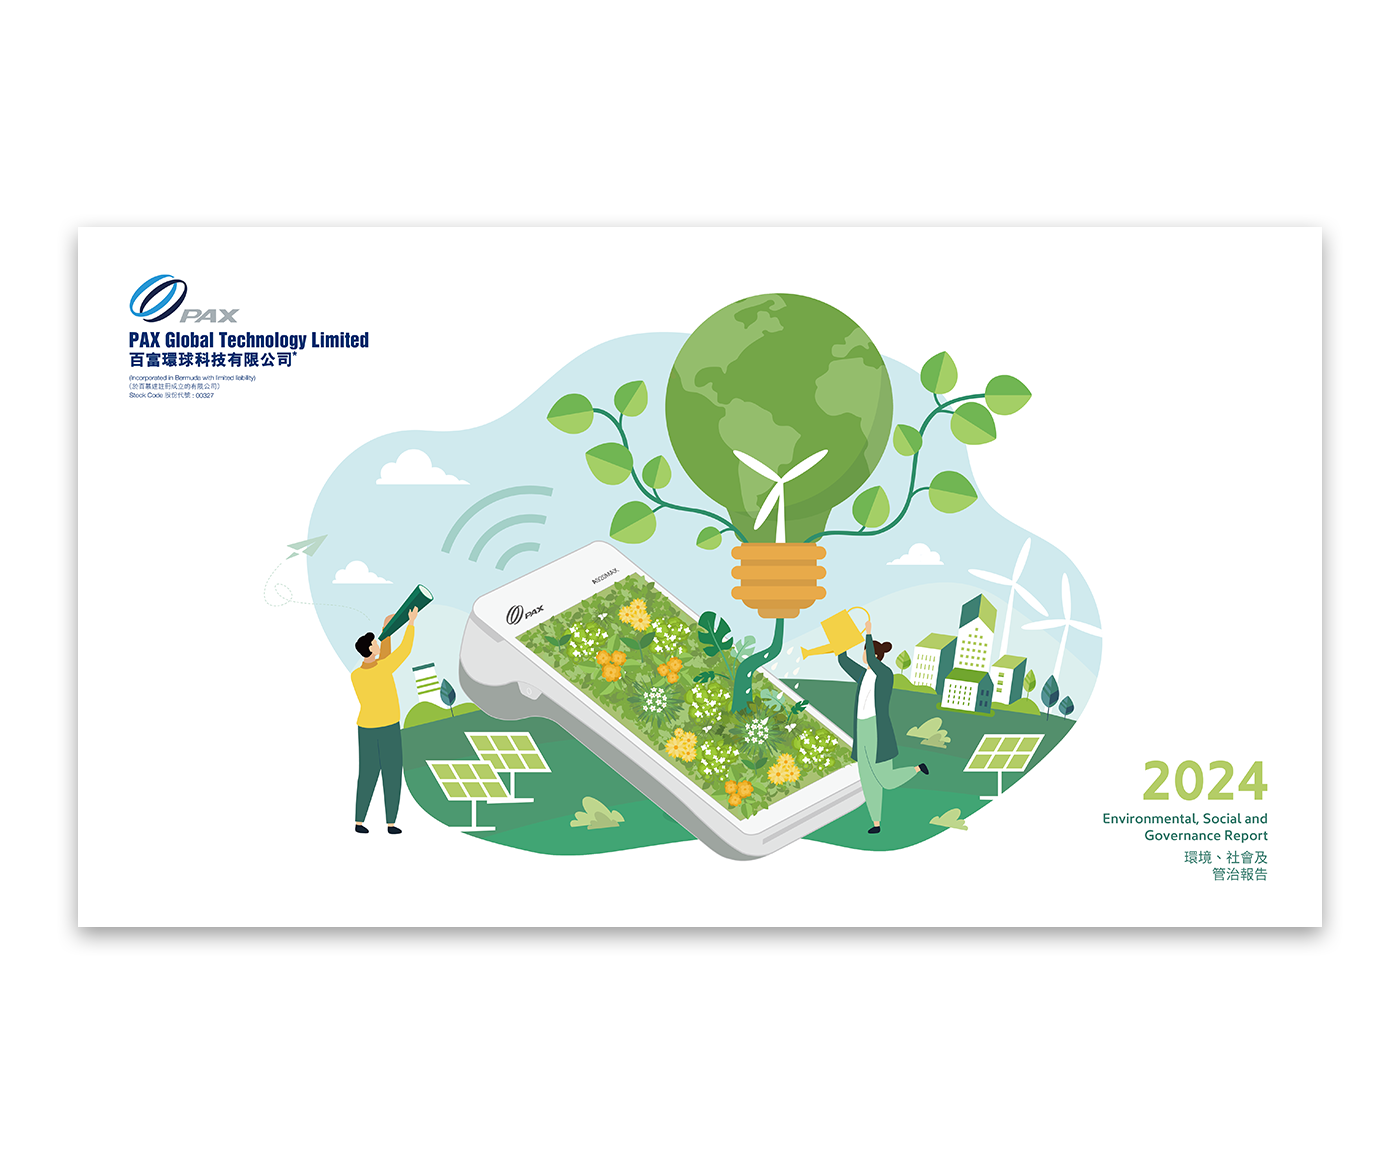 PAX
PAX Global Technology Limited
百富環球科技有限公司*
(Incorporated in Bermuda with limited liability)
(於百慕達註冊成立的有限公司)
Stock Code 股份代號 : 00327
A920MAX
PAX
2024
Environmental, Social and
Governance Report
環境、社會及
管治報告